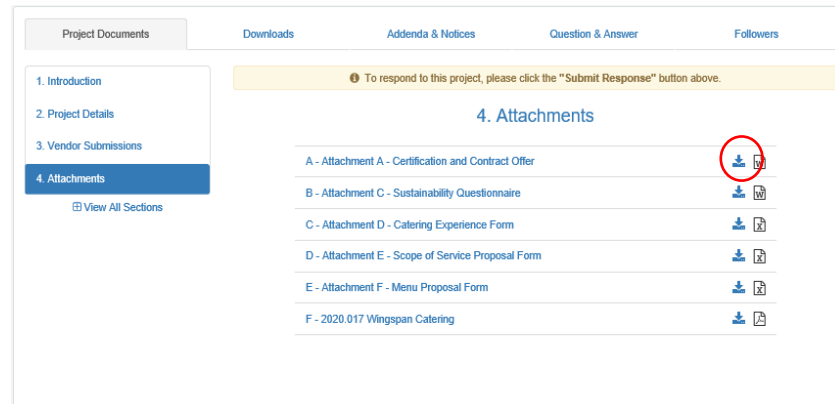 Project Documents
Downloads
Addenda & Notices
Question & Answer
Followers
1. Introduction
2. Project Details
3. Vendor Submissions
4. Attachments
View All Sections
To respond to this project, please click the "Submit Response" button above.
4. Attachments
A - Attachment A - Certification and Contract Offer
B - Attachment C - Sustainability Questionnaire
C - Attachment D - Catering Experience Form
D - Attachment E - Scope of Service Proposal Form
E - Attachment F - Menu Proposal Form
F - 2020.017 Wingspan Catering